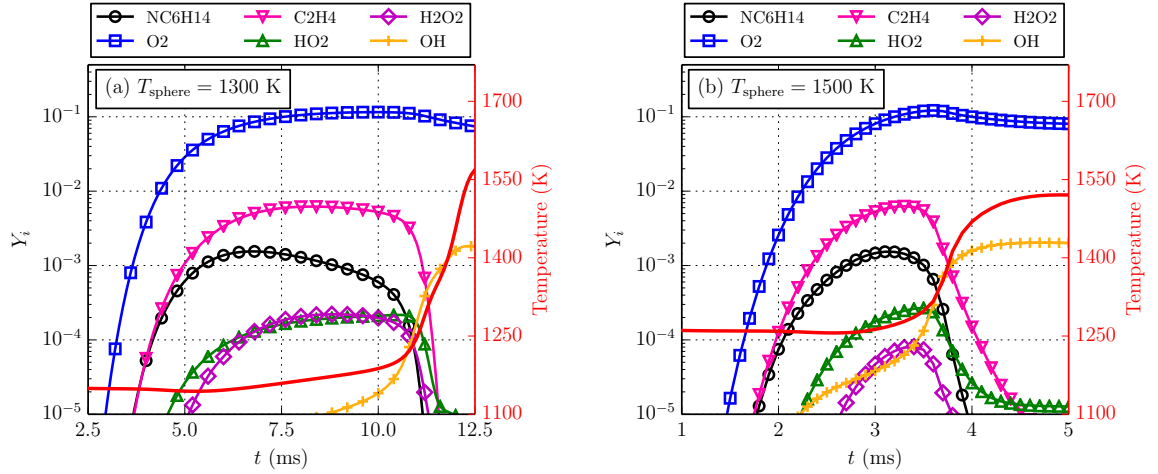 NC6H14 C2H4 H2O2
O2 HO2 OH
(a) T_sphere = 1300 K
10^-1
10^-2
10^-3
10^-4
10^-5
Y_i
2.5 5.0 7.5 10.0 12.5
t (ms)
1700
1550
1400
1250
1100
Temperature (K)
NC6H14 C2H4 H2O2
O2 HO2 OH
(b) T_sphere = 1500 K
10^-1
10^-2
10^-3
10^-4
10^-5
Y_i
1 2 3 4 5
t (ms)
1700
1550
1400
1250
1100
Temperature (K)